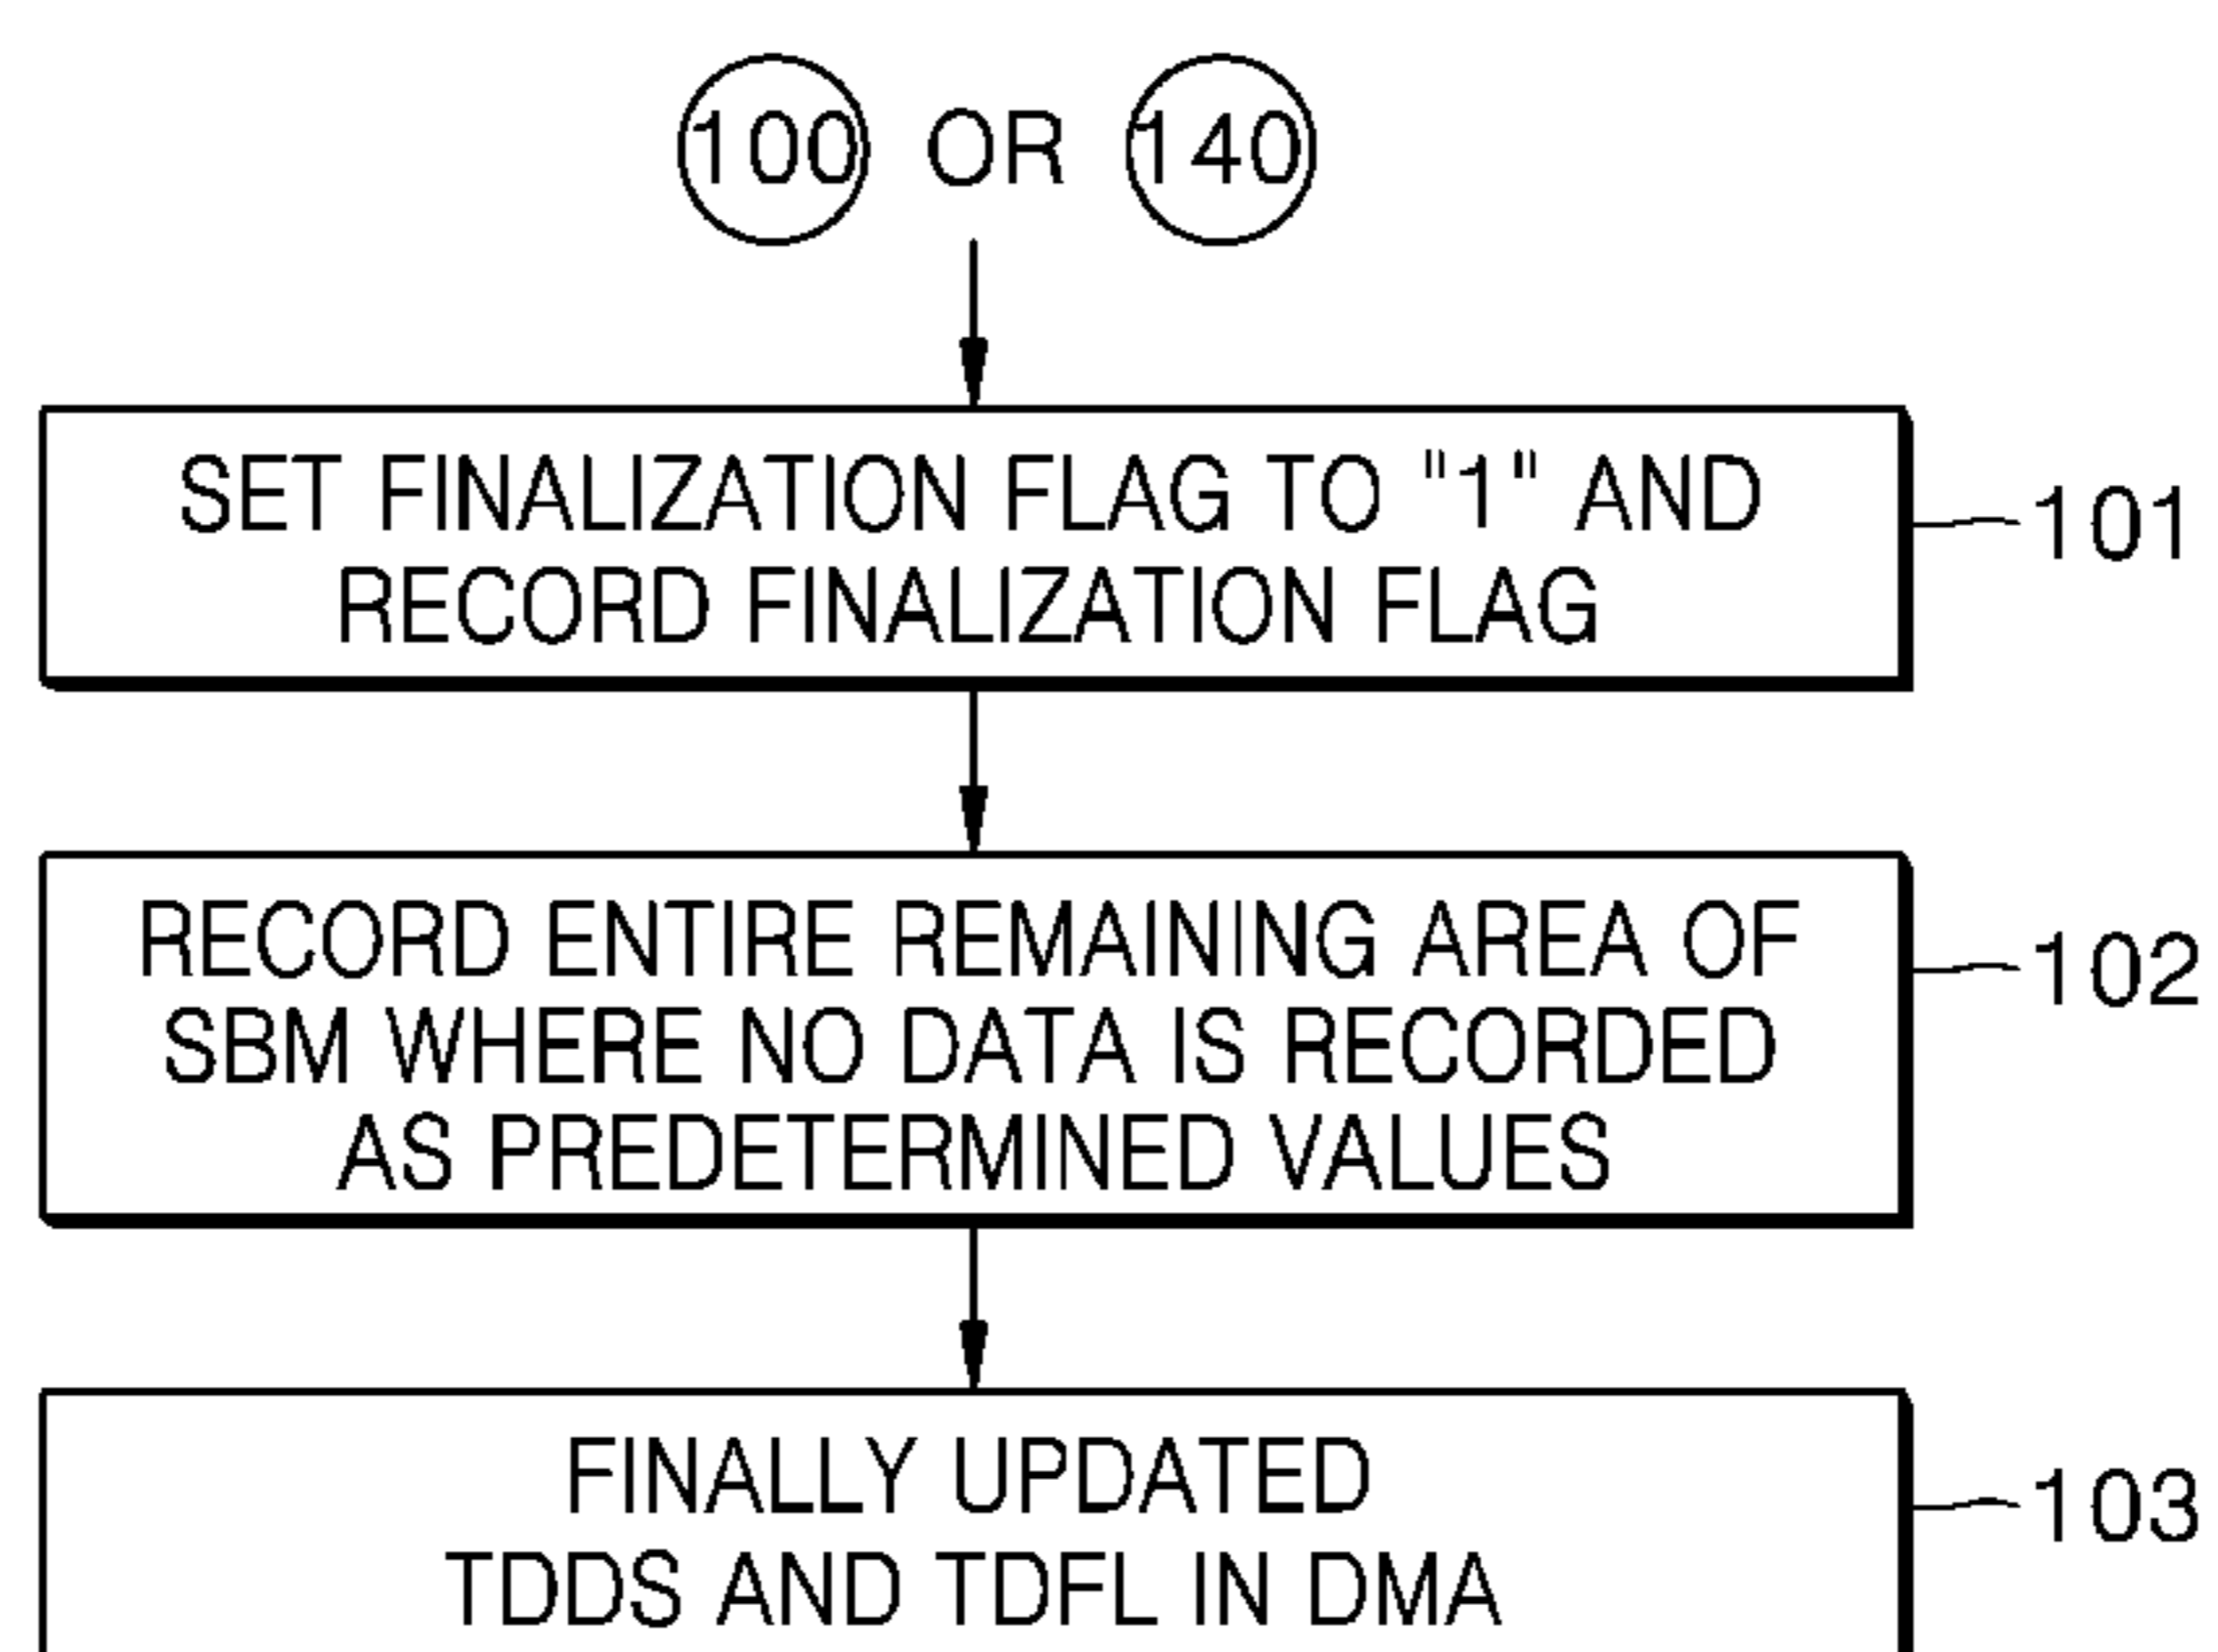 100 OR 140
SET FINALIZATION FLAG TO "1" AND
RECORD FINALIZATION FLAG
101
RECORD ENTIRE REMAINING AREA OF
SBM WHERE NO DATA IS RECORDED
AS PREDETERMINED VALUES
102
FINALLY UPDATED
TDDS AND TDFL IN DMA
103